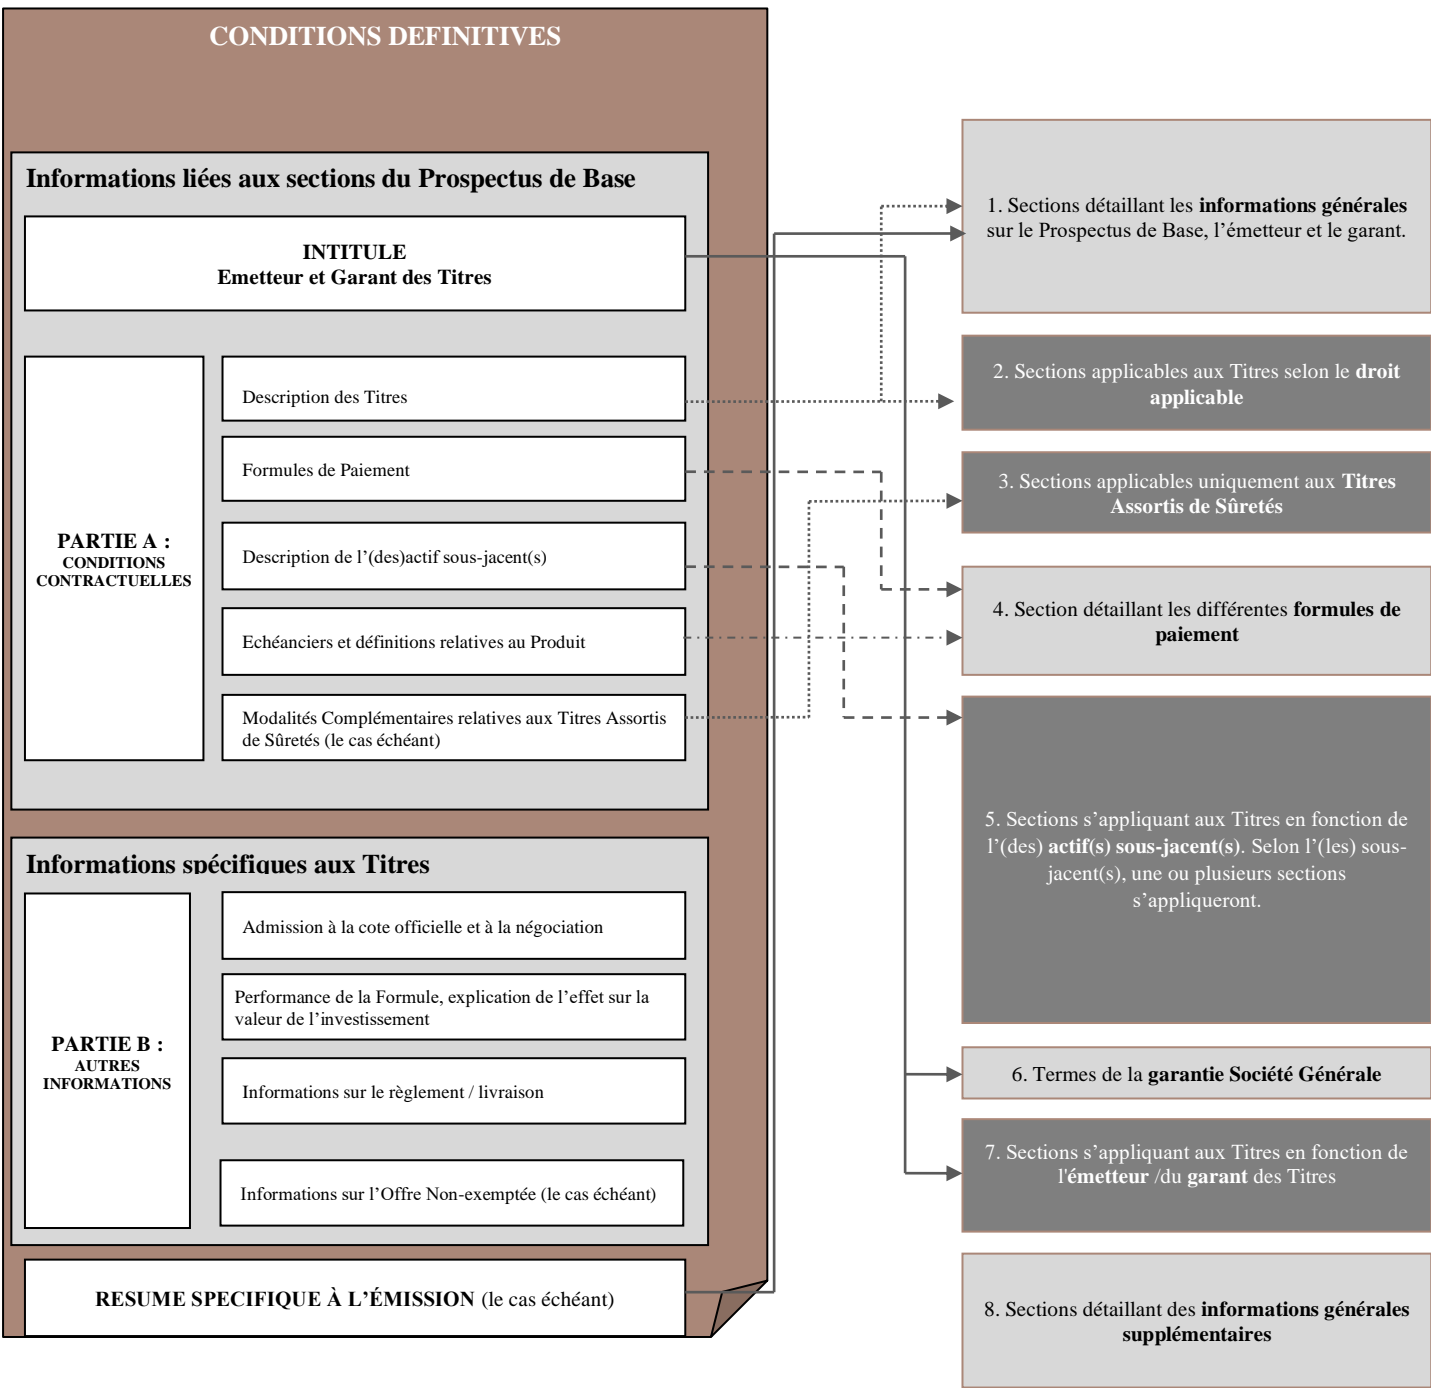 CONDITIONS DEFINITIVES
Informations liées aux sections du Prospectus de Base
INTITULE
Emetteur et Garant des Titres
PARTIE A :
CONDITIONS
CONTRACTUELLES
Description des Titres
Formules de Paiement
Description de l’(des)actif sous-jacent(s)
Echéanciers et définitions relatives au Produit
Modalités Complémentaires relatives aux Titres Assortis
de Sûretés (le cas échéant)
Informations spécifiques aux Titres
PARTIE B :
AUTRES
INFORMATIONS
Admission à la cote officielle et à la négociation
Performance de la Formule, explication de l’effet sur la
valeur de l’investissement
Informations sur le règlement / livraison
Informations sur l’Offre Non-exemptée (le cas échéant)
RESUME SPECIFIQUE À L’ÉMISSION (le cas échéant)
1. Sections détaillant les informations générales
sur le Prospectus de Base, l’émetteur et le garant.
2. Sections applicables aux Titres selon le droit
applicable
3. Sections applicables uniquement aux Titres
Assortis de Sûretés
4. Section détaillant les différentes formules de
paiement
5. Sections s’appliquant aux Titres en fonction de
l’(des) actif(s) sous-jacent(s). Selon l’(les) sous-
jacent(s), une ou plusieurs sections
s’appliqueront.
6. Termes de la garantie Société Générale
7. Sections s’appliquant aux Titres en fonction de
l'émetteur /du garant des Titres
8. Sections détaillant des informations générales
supplémentaires